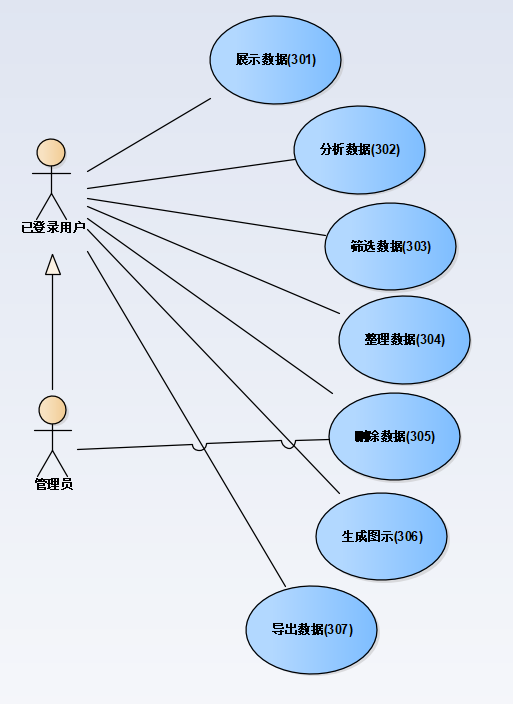 展示数据(301)
分析数据(302)
已登录用户
筛选数据(303)
整理数据(304)
删除数据(305)
管理员
生成图示(306)
导出数据(307)